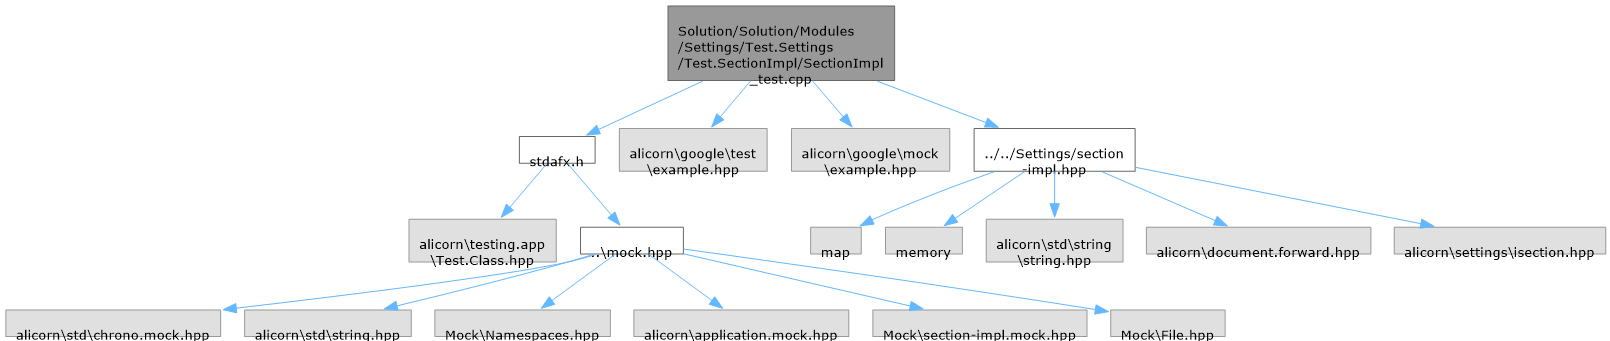 Solution/Solution/Modules
/Settings/Test.Settings
/Test.SectionImpl/SectionImpl
_test.cpp
stdafx.h
alicorn\google\test
\example.hpp
alicorn\google\mock
\example.hpp
../../Settings/section
-impl.hpp
alicorn\testing.app
\Test.Class.hpp
..\mock.hpp
map
memory
alicorn\std\string
\string.hpp
alicorn\document.forward.hpp
alicorn\settings\isection.hpp
alicorn\std\chrono.mock.hpp
alicorn\std\string.hpp
Mock\Namespaces.hpp
alicorn\application.mock.hpp
Mock\section-impl.mock.hpp
Mock\File.hpp